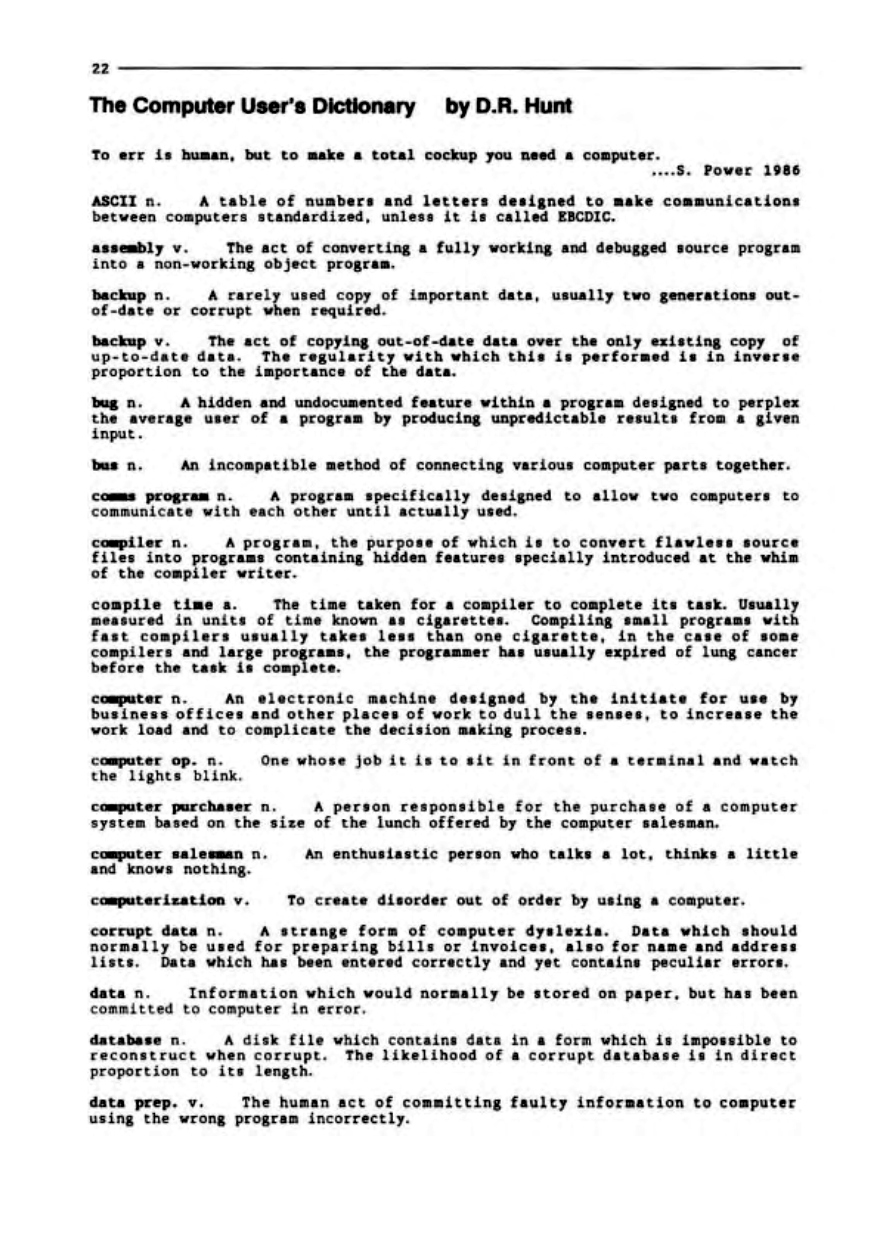 22
The Computer User's Dictionary by D.R. Hunt
To err is human, but to make a total cockup you need a computer.
....S. Power 1986
ASCII n. A table of numbers and letters designed to make communications
between computers standardized, unless it is called EBCDIC.
assembly v. The act of converting a fully working and debugged source program
into a non-working object program.
backup n. A rarely used copy of important data, usually two generations out-
of-date or corrupt when required.
backup v. The act of copying out-of-date data over the only existing copy of
up-to-date data. The regularity with which this is performed is in inverse
proportion to the importance of the data.
bug n. A hidden and undocumented feature within a program designed to perplex
the average user of a program by producing unpredictable results from a given
input.
bus n. An incompatible method of connecting various computer parts together.
comms program n. A program specifically designed to allow two computers to
communicate with each other until actually used.
compiler n. A program, the purpose of which is to convert flawless source
files into programs containing hidden features specially introduced at the whim
of the compiler writer.
compile time a. The time taken for a compiler to complete its task. Usually
measured in units of time known as cigarettes. Compiling small programs with
fast compilers usually takes less than one cigarette, in the case of some
compilers and large programs, the programmer has usually expired of lung cancer
before the task is complete.
computer n. An electronic machine designed by the initiate for use by
business offices and other places of work to dull the senses, to increase the
work load and to complicate the decision making process.
computer op. n. One whose job it is to sit in front of a terminal and watch
the lights blink.
computer purchaser n. A person responsible for the purchase of a computer
system based on the size of the lunch offered by the computer salesman.
computer salesman n. An enthusiastic person who talks a lot, thinks a little
and knows nothing.
computerization v. To create disorder out of order by using a computer.
corrupt data n. A strange form of computer dyslexia. Data which should
normally be used for preparing bills or invoices, also for name and address
lists. Data which has been entered correctly and yet contains peculiar errors.
data n. Information which would normally be stored on paper, but has been
committed to computer in error.
database n. A disk file which contains data in a form which is impossible to
reconstruct when corrupt. The likelihood of a corrupt database is in direct
proportion to its length.
data prep. v. The human act of committing faulty information to computer
using the wrong program incorrectly.